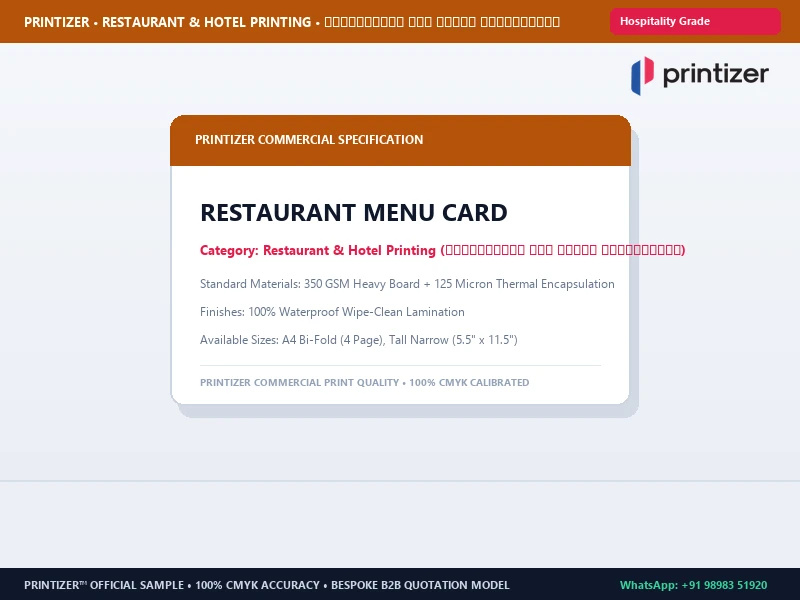 PRINTIZER • RESTAURANT & HOTEL PRINTING •
Hospitality Grade
printizer
PRINTIZER COMMERCIAL SPECIFICATION
RESTAURANT MENU CARD
Category: Restaurant & Hotel Printing (
Standard Materials: 350 GSM Heavy Board + 125 Micron Thermal Encapsulation
Finishes: 100% Waterproof Wipe-Clean Lamination
Available Sizes: A4 Bi-Fold (4 Page), Tall Narrow (5.5" x 11.5")
PRINTIZER COMMERCIAL PRINT QUALITY • 100% CMYK CALIBRATED
PRINTIZER™ OFFICIAL SAMPLE • 100% CMYK ACCURACY • BESPOKE B2B QUOTATION MODEL
WhatsApp: +91 98983 51920